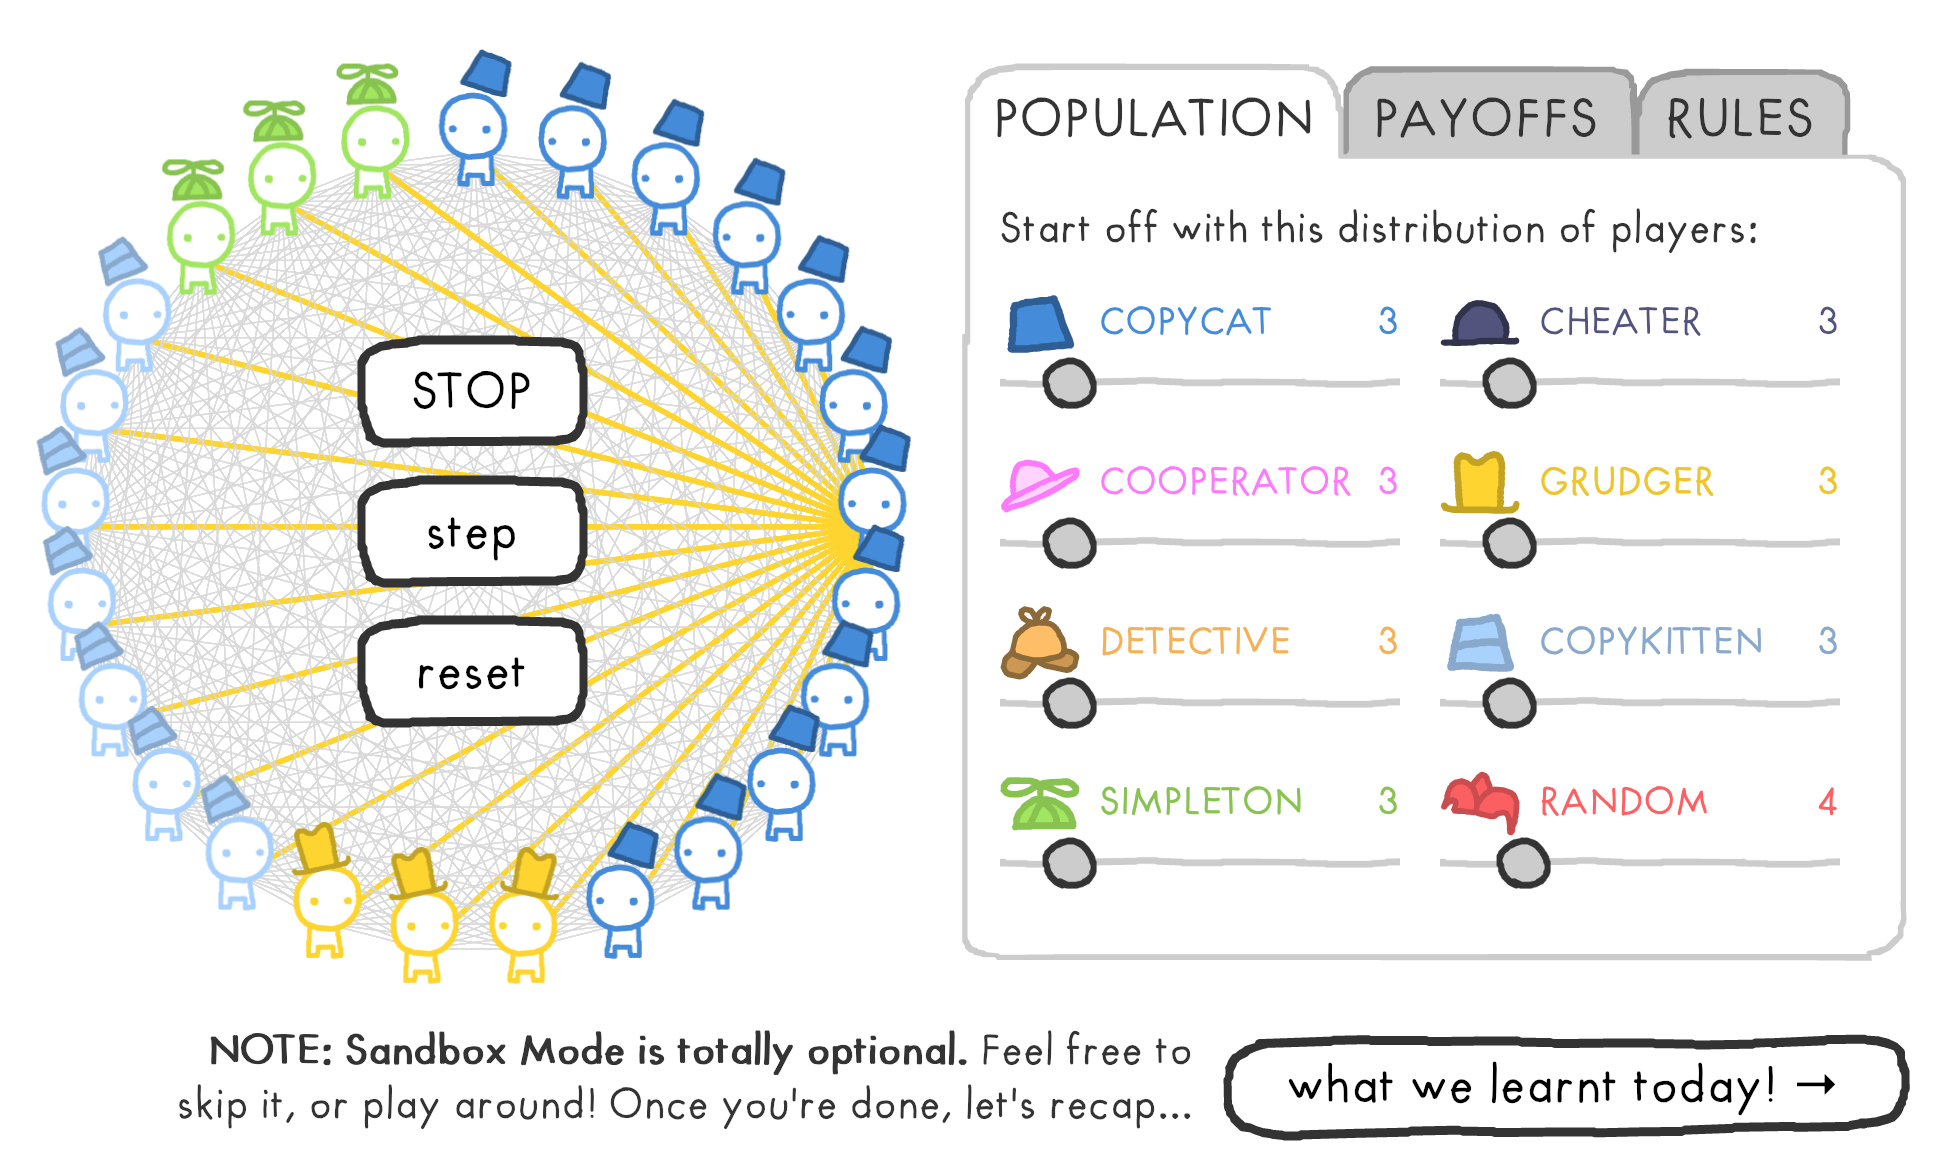 STOP
step
reset
POPULATION
PAYOFFS
RULES
Start off with this distribution of players:
COPYCAT 3
CHEATER 3
COOPERATOR 3
GRUDGER 3
DETECTIVE 3
COPYKITTEN 3
SIMPLETON 3
RANDOM 4
NOTE: Sandbox Mode is totally optional. Feel free to
skip it, or play around! Once you're done, let's recap...
what we learnt today! →